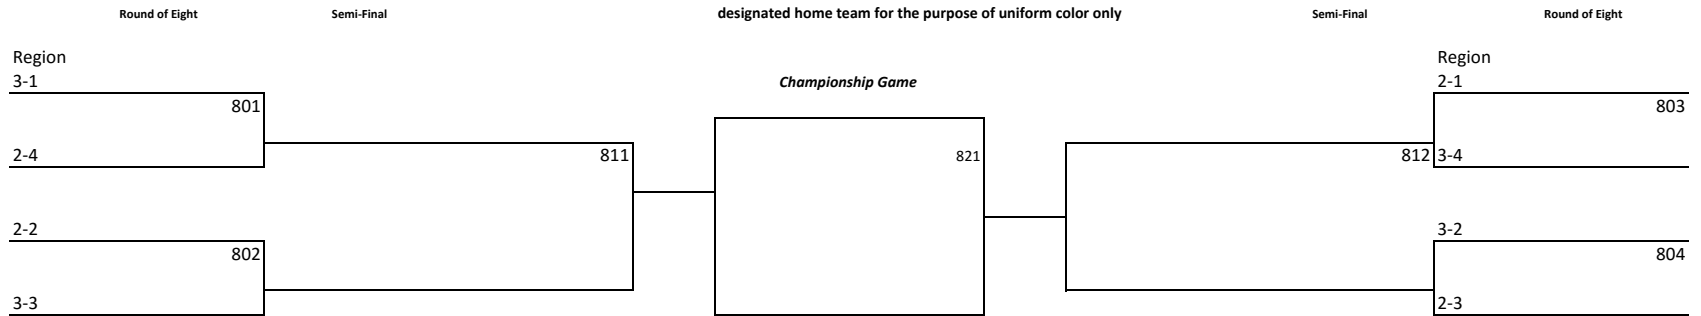 Round of Eight Semi-Final designated home team for the purpose of uniform color only Semi-Final Round of Eight
Region Region
3-1 Championship Game 2-1
801 803
2-4 811 821 812 3-4
2-2 3-2
802 804
3-3 2-3